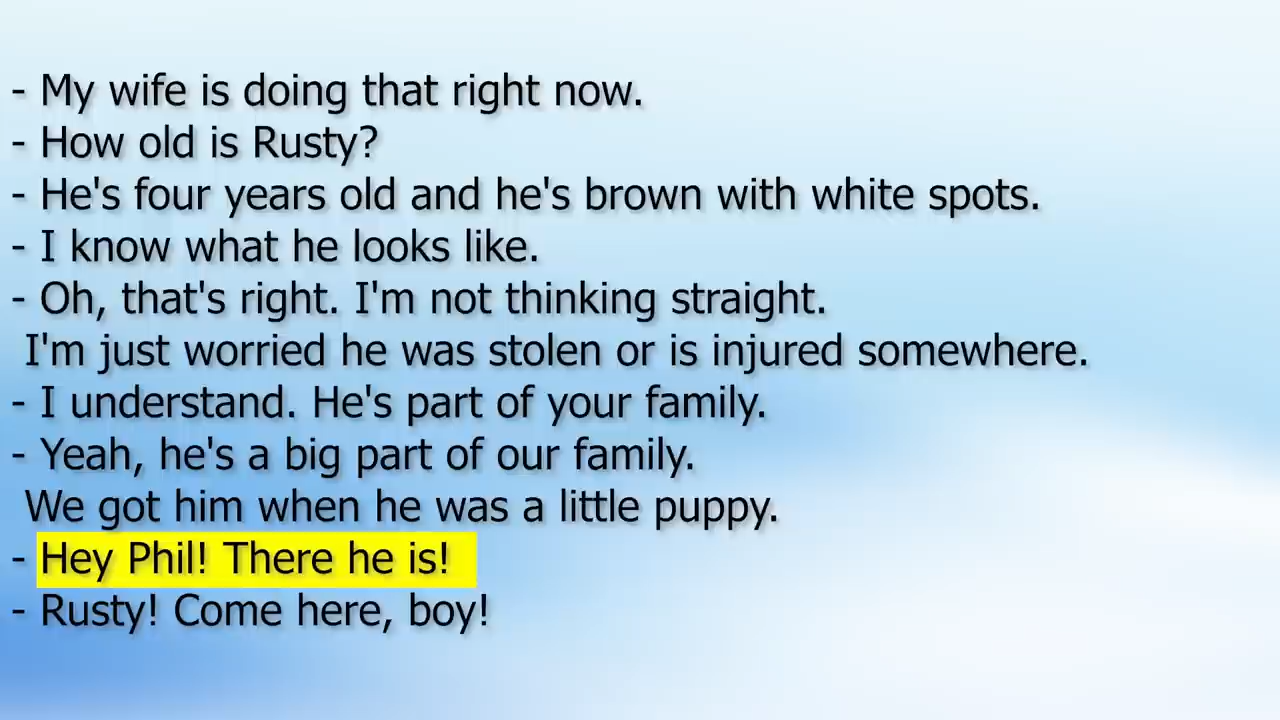 - My wife is doing that right now.
- How old is Rusty?
- He's four years old and he's brown with white spots.
- I know what he looks like.
- Oh, that's right. I'm not thinking straight.
I'm just worried he was stolen or is injured somewhere.
- I understand. He's part of your family.
- Yeah, he's a big part of our family.
We got him when he was a little puppy.
- Hey Phil! There he is!
- Rusty! Come here, boy!